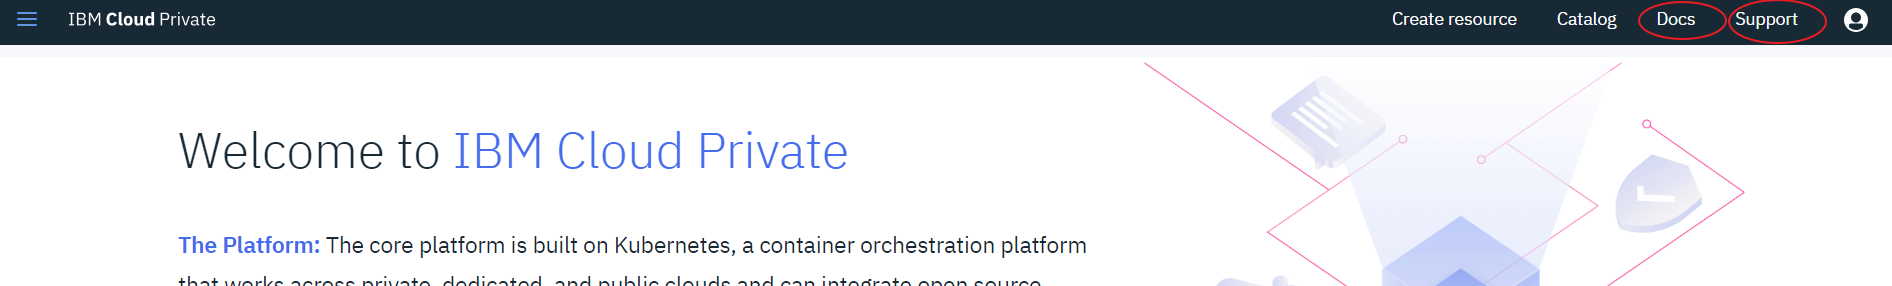 IBM Cloud Private Create resource Catalog Docs Support
Welcome to IBM Cloud Private
The Platform: The core platform is built on Kubernetes, a container orchestration platform
that works across private, dedicated, and public clouds and can integrate open source